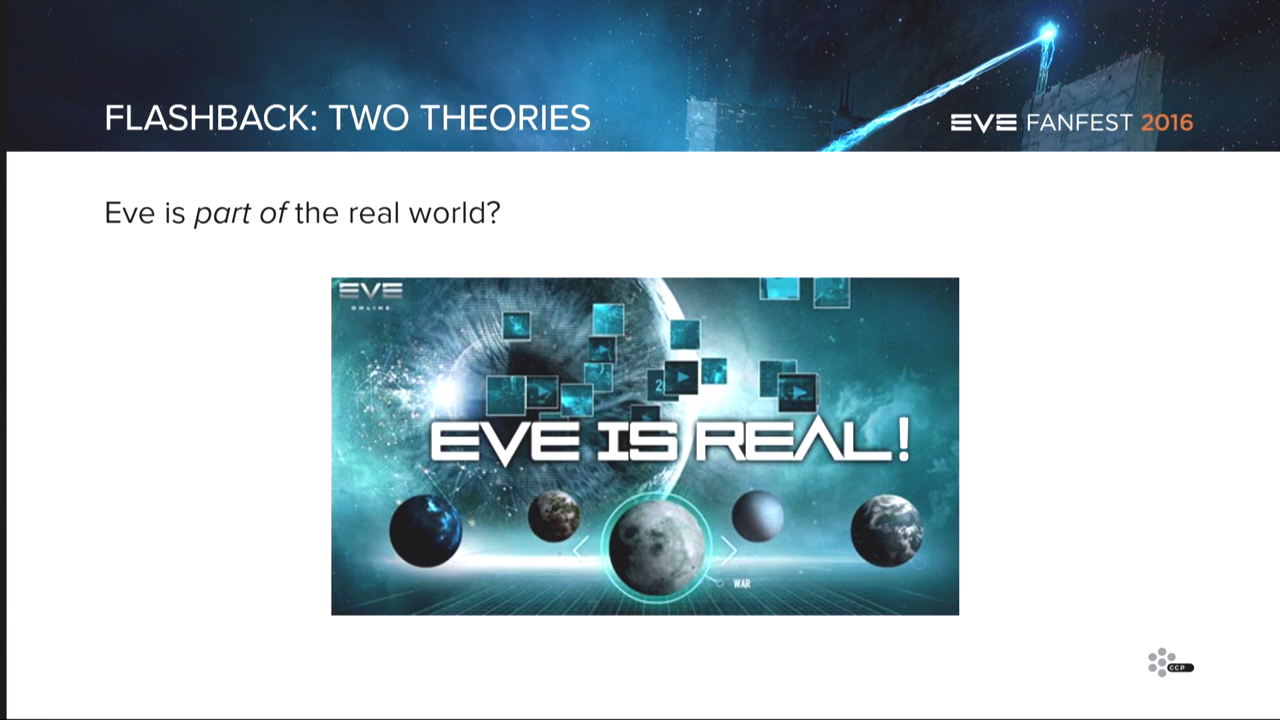 FLASHBACK: TWO THEORIES
EVE FANFEST 2016
Eve is part of the real world?
EVE
ONLINE
2
EVE IS REAL!
WAR
CCP